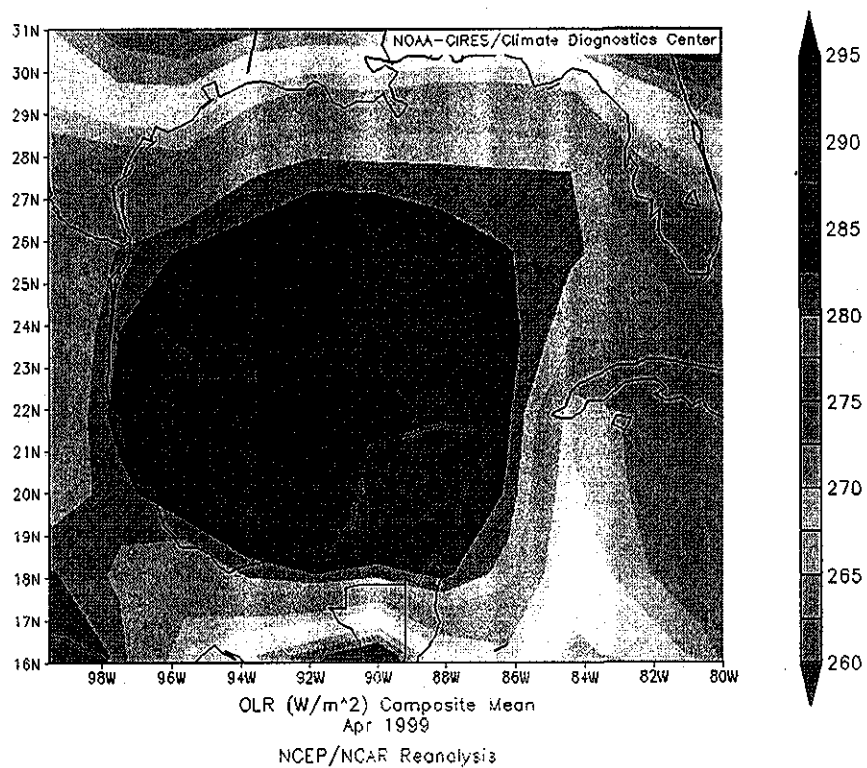 NOAA-CIRES/Climate Diagnostics Center
31N
30N
29N
28N
27N
26N
25N
24N
23N
22N
21N
20N
19N
18N
17N
16N
98W 96W 94W 92W 90W 88W 86W 84W 82W 80W
295
290
285
280
275
270
265
260
OLR (W/m^2) Composite Mean
Apr 1999
NCEP/NCAR Reanalysis